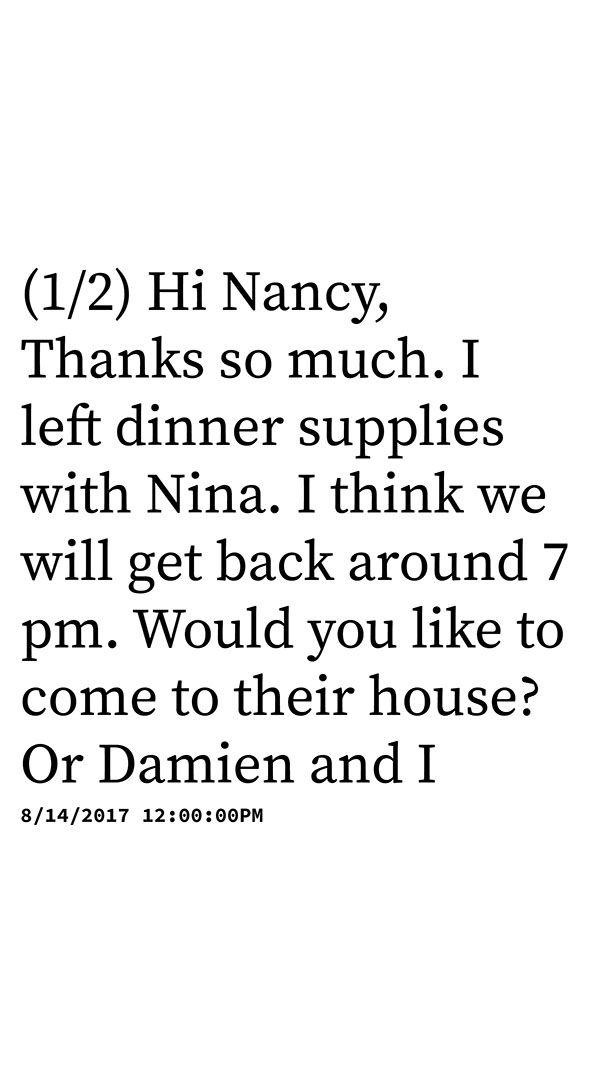 (1/2) Hi Nancy,
Thanks so much. I
left dinner supplies
with Nina. I think we
will get back around 7
pm. Would you like to
come to their house?
Or Damien and I
8/14/2017 12:00:00PM